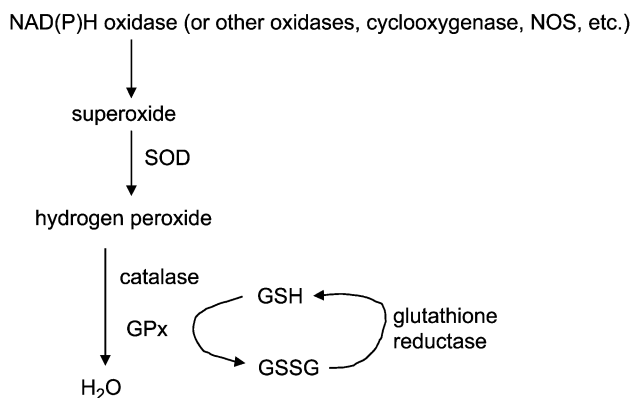 NAD(P)H oxidase (or other oxidases, cyclooxygenase, NOS, etc.)
superoxide
SOD
hydrogen peroxide
catalase
GPx
GSH
GSSG
glutathione
reductase
H₂O